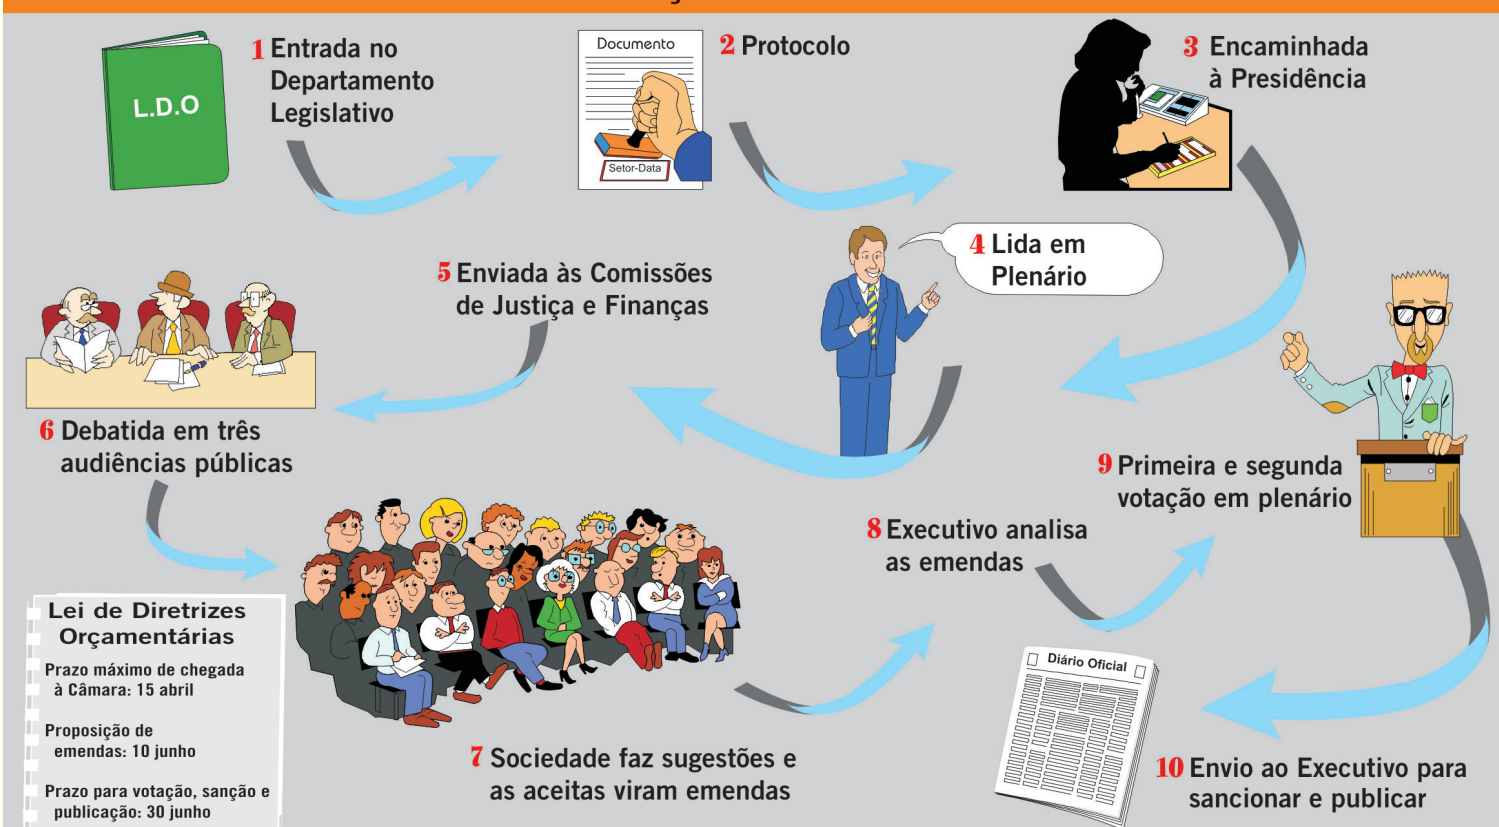 L.D.O
1 Entrada no
Departamento
Legislativo
Documento
Setor-Data
2 Protocolo
3 Encaminhada
à Presidência
4 Lida em
Plenário
5 Enviada às Comissões
de Justiça e Finanças
6 Debatida em três
audiências públicas
7 Sociedade faz sugestões e
as aceitas viram emendas
8 Executivo analisa
as emendas
9 Primeira e segunda
votação em plenário
Diário Oficial
10 Envio ao Executivo para
sancionar e publicar
Lei de Diretrizes
Orçamentárias
Prazo máximo de chegada
à Câmara: 15 abril
Proposição de
emendas: 10 junho
Prazo para votação, sanção e
publicação: 30 junho